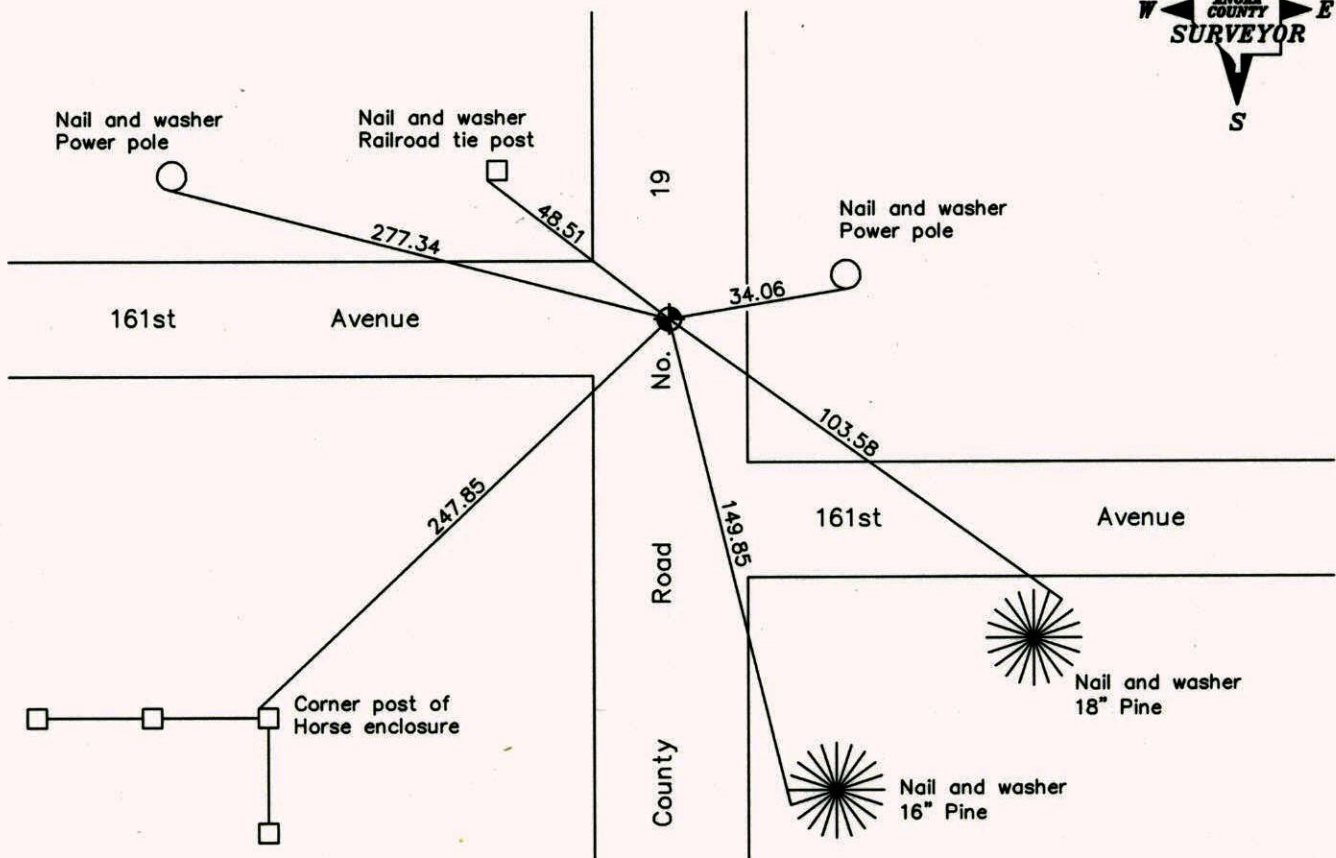 W
COUNTY
E
SURVEYOR
S
Nail and washer
Power pole
Nail and washer
Railroad tie post
19
Nail and washer
Power pole
277.34
48.51
34.06
161st Avenue
No.
103.58
247.85
149.85
161st Avenue
Road
Corner post of
Horse enclosure
Nail and washer
18" Pine
County
Nail and washer
16" Pine